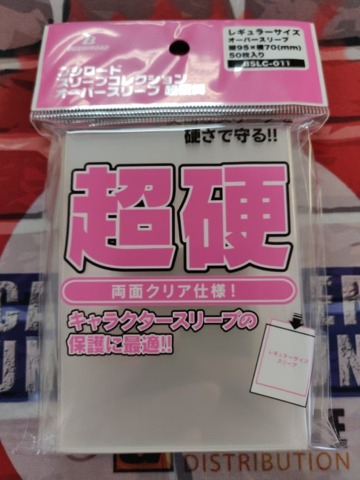 BUSHIROAD
ブシロード
スリーブコレクション
オーバースリーブ 超硬
レギュラーサイズ
オーバースリーブ
縦95×横70(mm)
50枚入り
BSLC-011
硬さで守る!!
超硬
両面クリア仕様！
キャラクタースリーブの
保護に最適!!
レギュラーサイズ
スリーブ
DISTRIBUTION